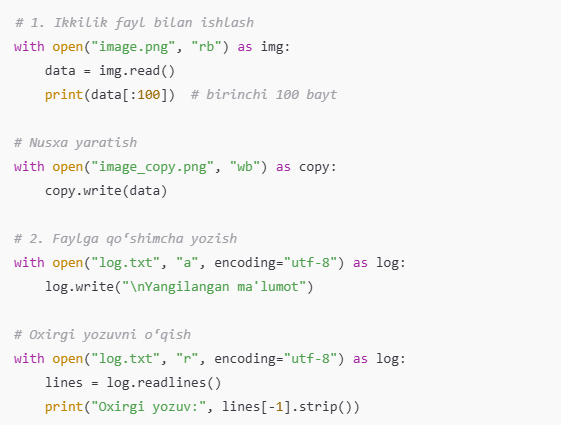 # 1. Ikkilik fayl bilan ishlash
with open("image.png", "rb") as img:
    data = img.read()
    print(data[:100])  # birinchi 100 bayt

# Nusxa yaratish
with open("image_copy.png", "wb") as copy:
    copy.write(data)

# 2. Faylga qo‘shimcha yozish
with open("log.txt", "a", encoding="utf-8") as log:
    log.write("\nYangilangan ma'lumot")

# Oxirgi yozuvni o‘qish
with open("log.txt", "r", encoding="utf-8") as log:
    lines = log.readlines()
    print("Oxirgi yozuv:", lines[-1].strip())